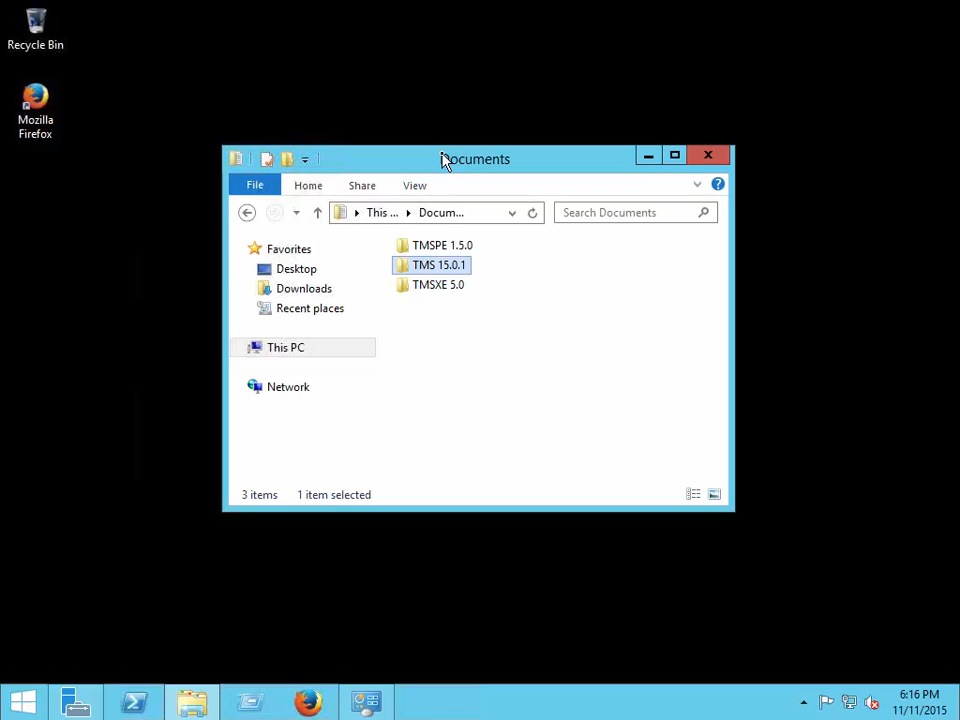 Recycle Bin
Mozilla
Firefox
Documents
File
Home
Share
View
This ...
Docum...
Search Documents
Favorites
Desktop
Downloads
Recent places
This PC
Network
TMSPE 1.5.0
TMS 15.0.1
TMSXE 5.0
3 items
1 item selected
6:16 PM
11/11/2015